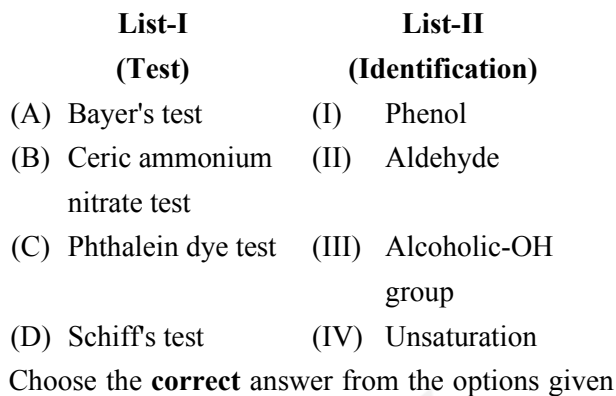 List-I List-II
(Test) (Identification)
(A) Bayer's test (I) Phenol
(B) Ceric ammonium (II) Aldehyde
nitrate test
(C) Phthalein dye test (III) Alcoholic-OH
group
(D) Schiff's test (IV) Unsaturation
Choose the correct answer from the options given